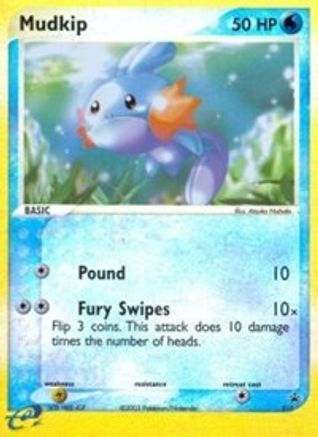 Mudkip 50 HP
BASIC
Illus. Atsuko Nishida
Pound 10
Fury Swipes 10×
Flip 3 coins. This attack does 10 damage
times the number of heads.
weakness resistance retreat cost
©2003 Pokémon/Nintendo